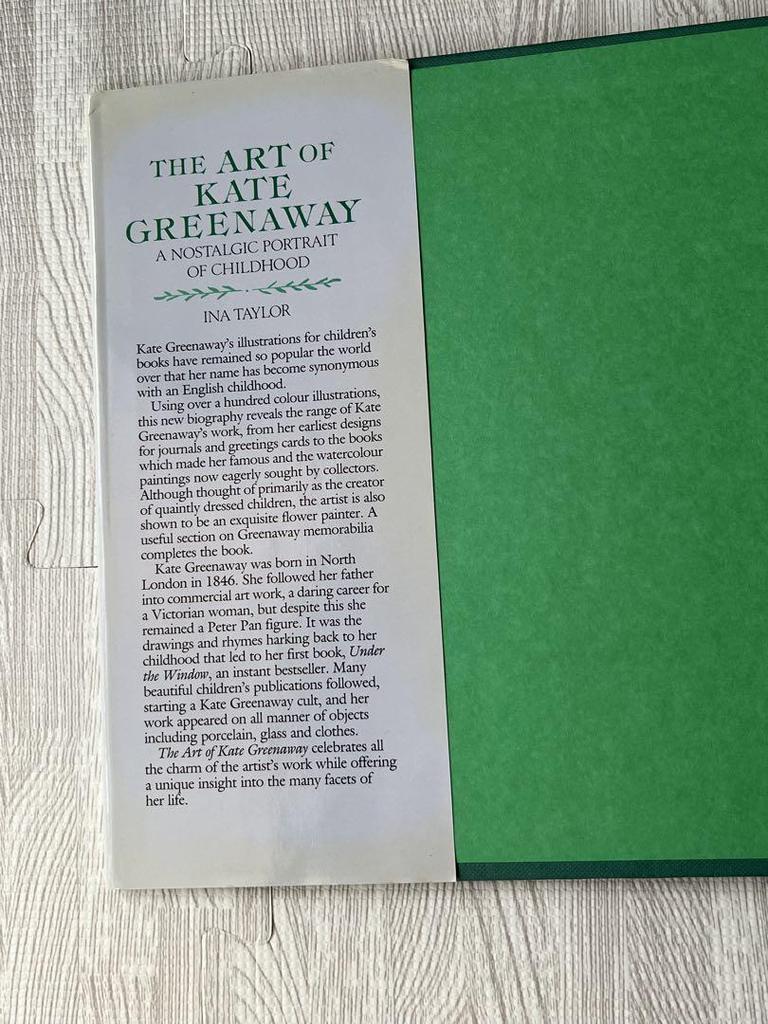 THE ART OF
KATE
GREENAWAY
A NOSTALGIC PORTRAIT
OF CHILDHOOD
INA TAYLOR
Kate Greenaway's illustrations for children's
books have remained so popular the world
over that her name has become synonymous
with an English childhood.
Using over a hundred colour illustrations,
this new biography reveals the range of Kate
Greenaway's work, from her earliest designs
for journals and greetings cards to the books
which made her famous and the watercolour
paintings now eagerly sought by collectors.
Although thought of primarily as the creator
of quaintly dressed children, the artist is also
shown to be an exquisite flower painter. A
useful section on Greenaway memorabilia
completes the book.
Kate Greenaway was born in North
London in 1846. She followed her father
into commercial art work, a daring career for
a Victorian woman, but despite this she
remained a Peter Pan figure. It was the
drawings and rhymes harking back to her
childhood that led to her first book, Under
the Window, an instant bestseller. Many
beautiful children's publications followed,
starting a Kate Greenaway cult, and her
work appeared on all manner of objects
including porcelain, glass and clothes.
The Art of Kate Greenaway celebrates all
the charm of the artist's work while offering
a unique insight into the many facets of
her life.